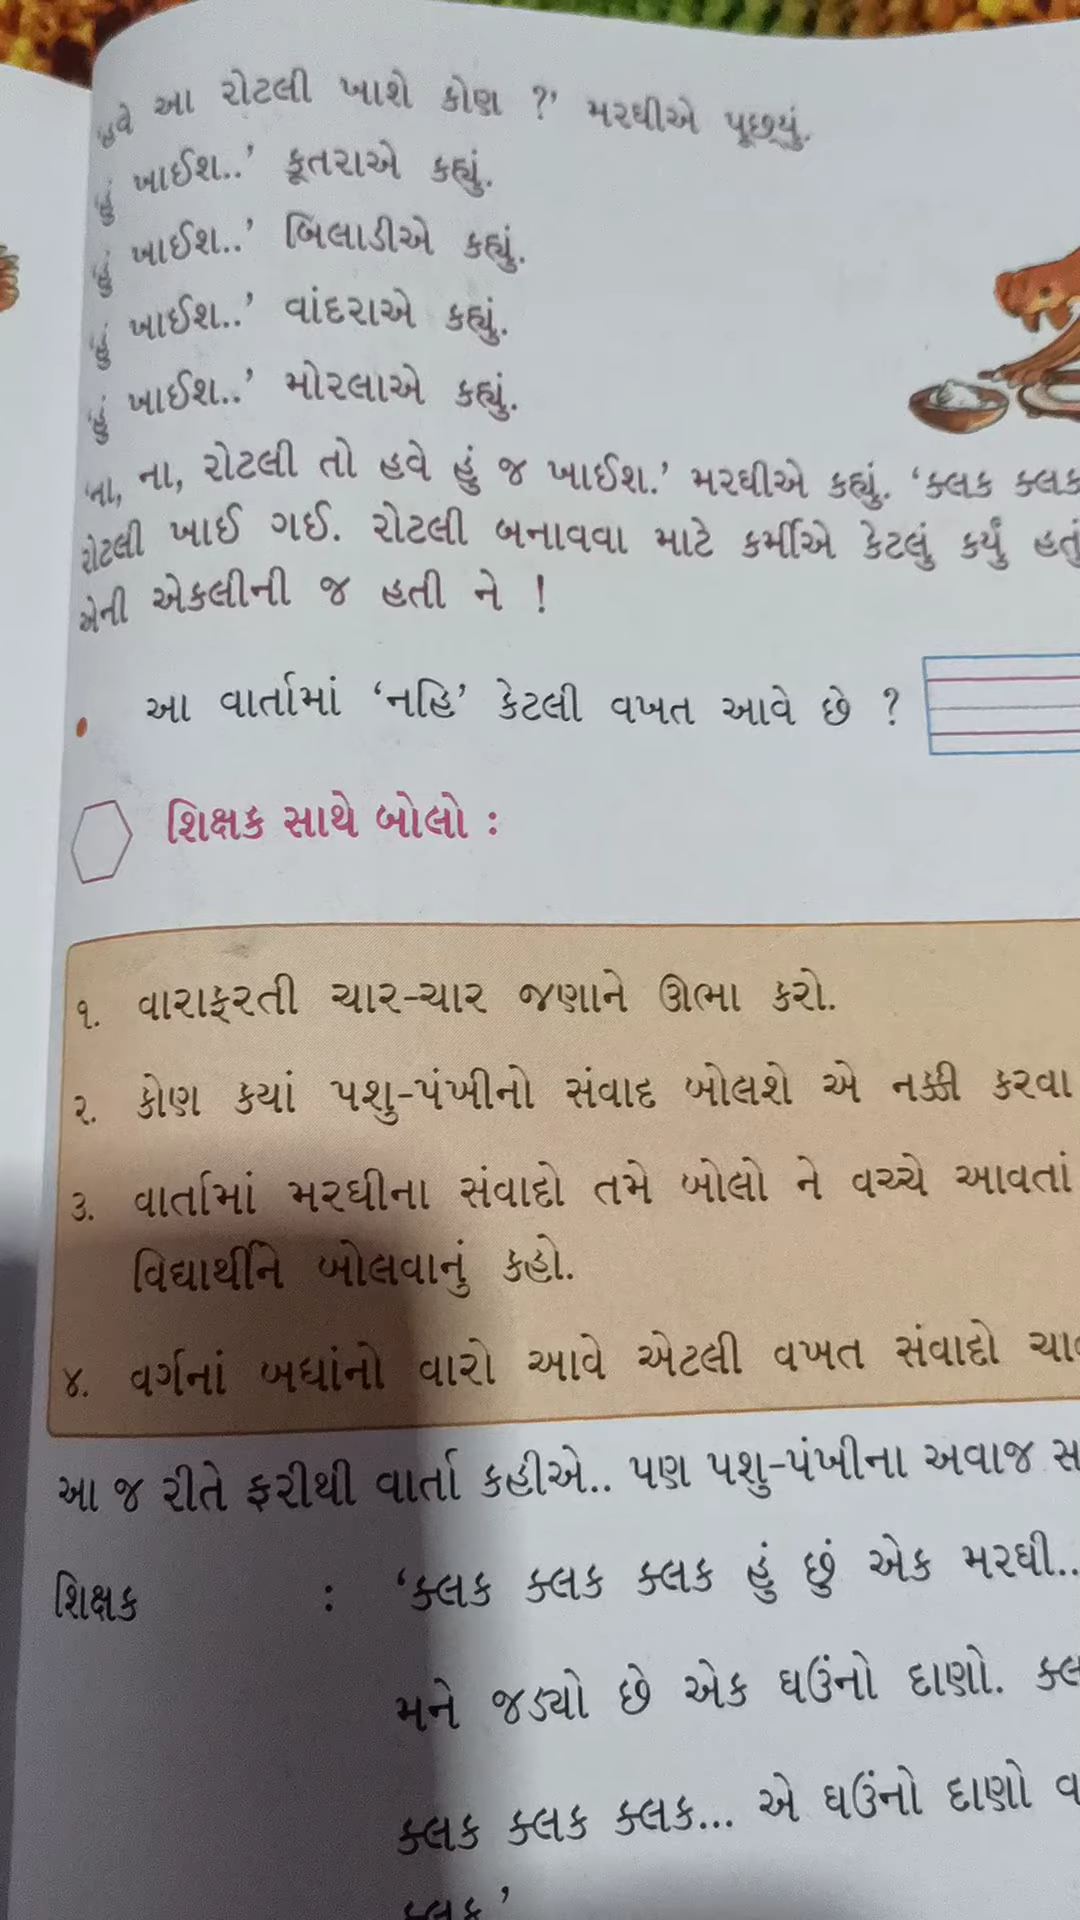 'હવે આ રોટલી ખાશે કોણ ?' મરઘીએ પૂછ્યું.
'હું ખાઈશ..' કૂતરાએ કહ્યું.
'હું ખાઈશ..' બિલાડીએ કહ્યું.
'હું ખાઈશ..' વાંદરાએ કહ્યું.
'હું ખાઈશ..' મોરલાએ કહ્યું.
'ના, ના, રોટલી તો હવે હું જ ખાઈશ.' મરઘીએ કહ્યું. 'ક્લક ક્લક
રોટલી ખાઈ ગઈ. રોટલી બનાવવા માટે કર્મીએ કેટલું કર્યું હતું
એની એકલીની જ હતી ને !
• આ વાર્તામાં 'નહિ' કેટલી વખત આવે છે ?
શિક્ષક સાથે બોલો :
૧. વારાફરતી ચાર-ચાર જણાને ઊભા કરો.
૨. કોણ કયાં પશુ-પંખીનો સંવાદ બોલશે એ નક્કી કરવા
૩. વાર્તામાં મરઘીના સંવાદો તમે બોલો ને વચ્ચે આવતાં
વિદ્યાર્થીને બોલવાનું કહો.
૪. વર્ગનાં બધાંનો વારો આવે એટલી વખત સંવાદો
આ જ રીતે ફરીથી વાર્તા કહીએ.. પણ પશુ-પંખીના અવાજ
શિક્ષક : 'ક્લક ક્લક ક્લક હું છું એક મરઘી..
મને જડ્યો છે એક ઘઉંનો દાણો.
ક્લક ક્લક ક્લક... એ ઘઉંનો દાણો
ક્લક'